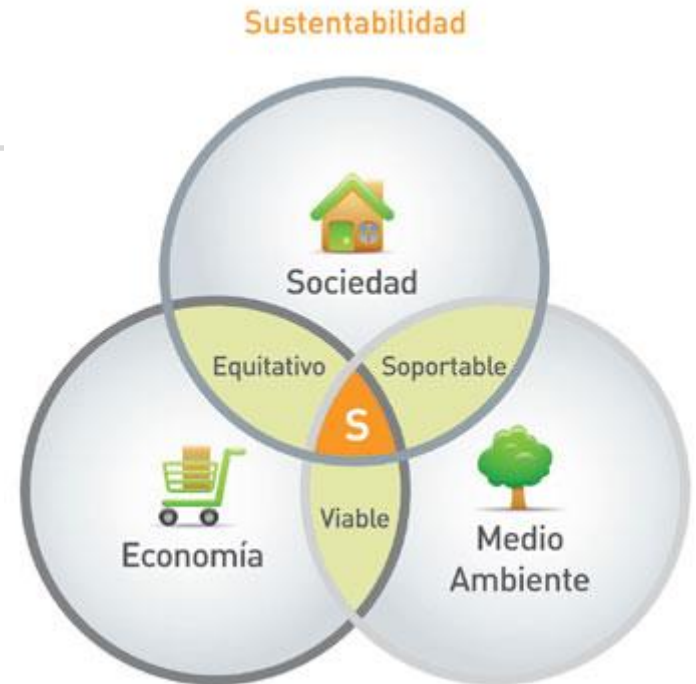 Sustentabilidad
Sociedad
Equitativo
Soportable
S
Economía
Viable
Medio
Ambiente